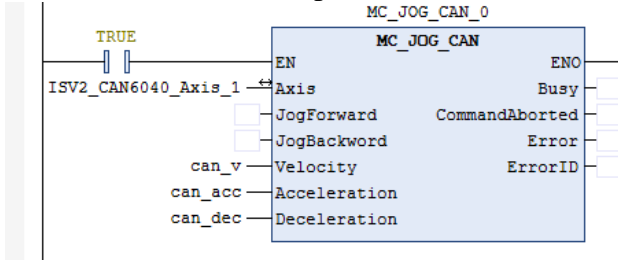 MC_JOG_CAN_0
TRUE
MC_JOG_CAN
EN ENO
ISV2_CAN6040_Axis_1 Axis Busy
JogForward CommandAborted
JogBackword Error
can_v Velocity ErrorID
can_acc Acceleration
can_dec Deceleration